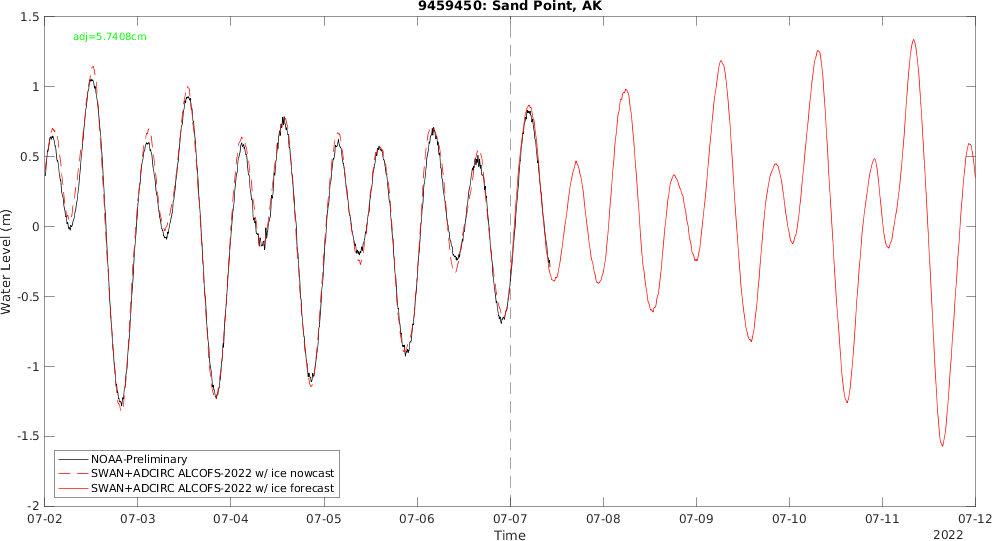 9459450: Sand Point, AK
adj=5.7408cm
Water Level (m)
1.5
1
0.5
0
-0.5
-1
-1.5
-2
NOAA-Preliminary
SWAN+ADCIRC ALCOFS-2022 w/ ice nowcast
SWAN+ADCIRC ALCOFS-2022 w/ ice forecast
07-02 07-03 07-04 07-05 07-06 07-07 07-08 07-09 07-10 07-11 07-12
Time
2022